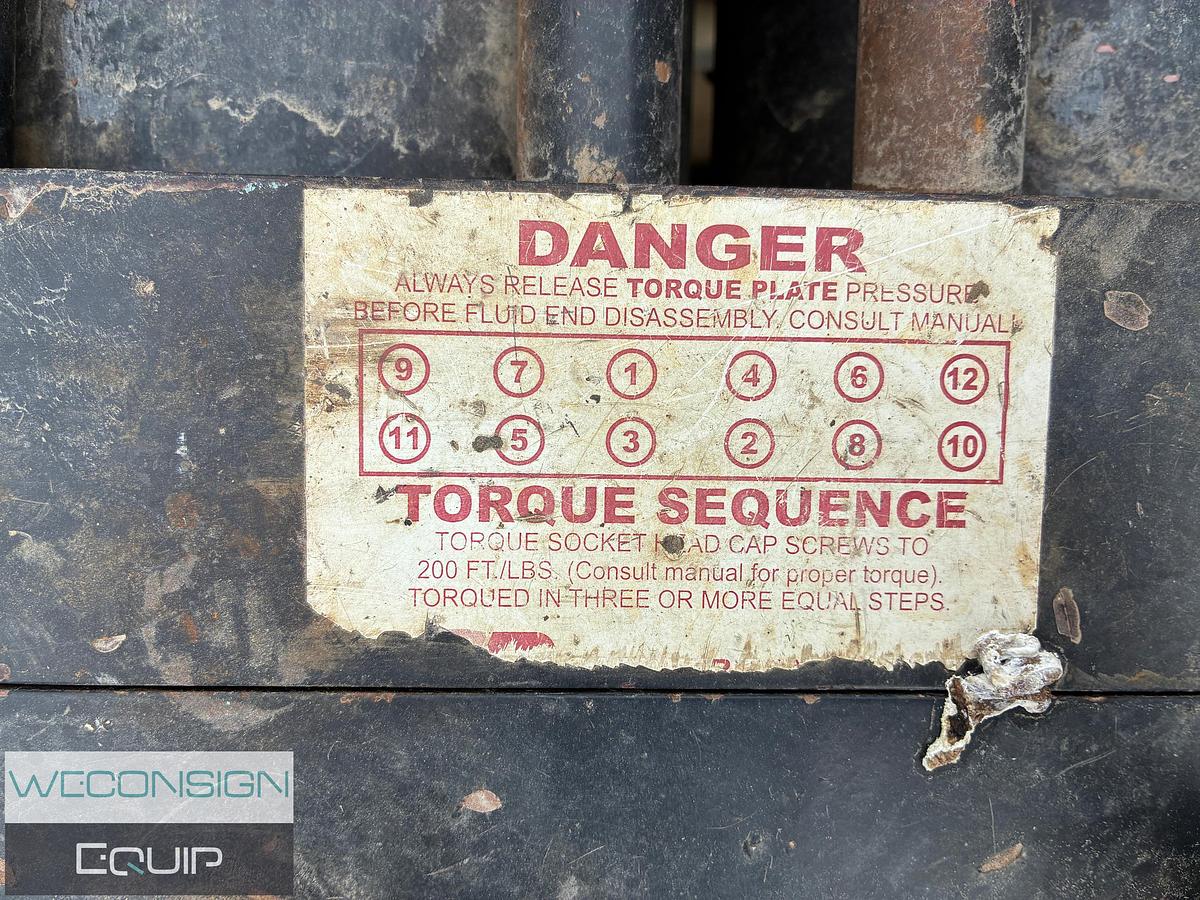 DANGER
ALWAYS RELEASE TORQUE PLATE PRESSURE
BEFORE FLUID END DISASSEMBLY, CONSULT MANUAL!
9 7 1 4 6 12
11 5 3 2 8 10
TORQUE SEQUENCE
TORQUE SOCKET HEAD CAP SCREWS TO
200 FT./LBS. (Consult manual for proper torque).
TORQUED IN THREE OR MORE EQUAL STEPS.
WECONSIGN
EQUIP